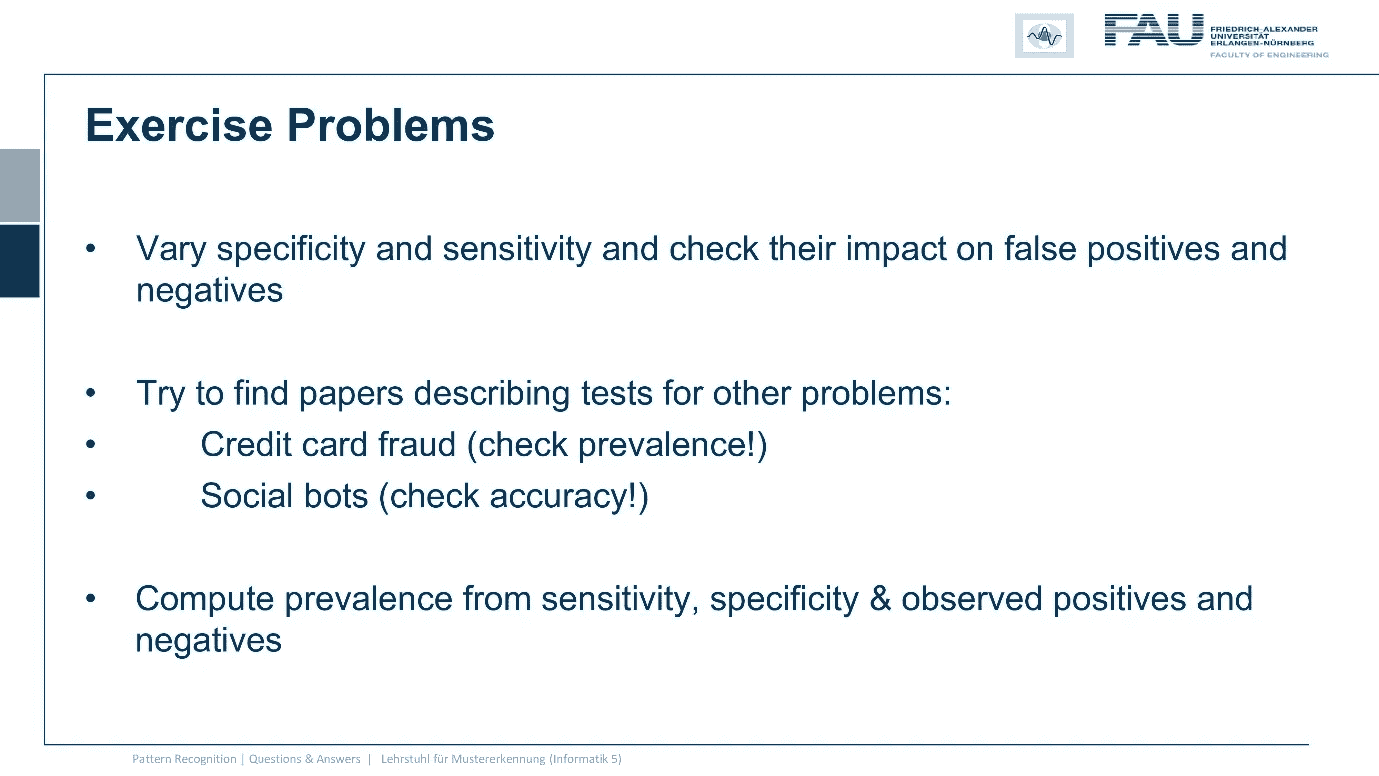 FAU
FRIEDRICH-ALEXANDER
UNIVERSITÄT
ERLANGEN-NÜRNBERG
FACULTY OF ENGINEERING
Exercise Problems
• Vary specificity and sensitivity and check their impact on false positives and
negatives
• Try to find papers describing tests for other problems:
• Credit card fraud (check prevalence!)
• Social bots (check accuracy!)
• Compute prevalence from sensitivity, specificity & observed positives and
negatives
Pattern Recognition | Questions & Answers | Lehrstuhl für Mustererkennung (Informatik 5)